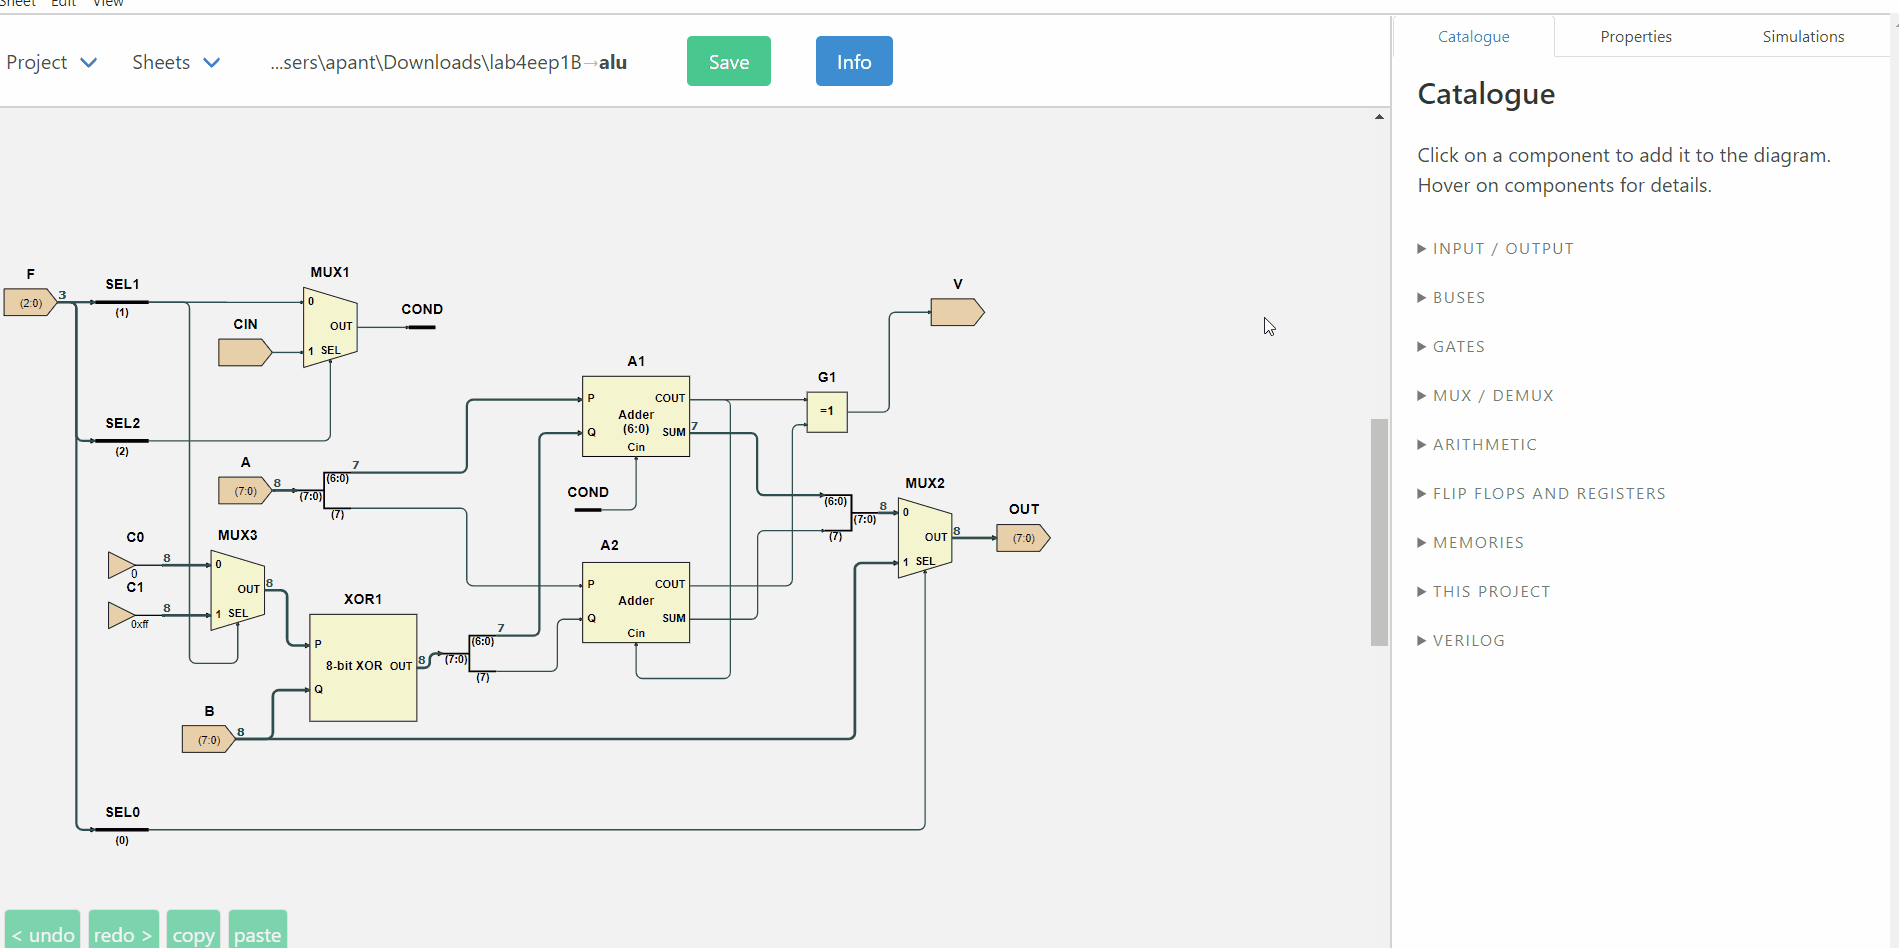 Sheet Edit View
Project Sheets ...sers\apant\Downloads\lab4eep1B→alu Save Info
Catalogue Properties Simulations
Catalogue
Click on a component to add it to the diagram.
Hover on components for details.
INPUT / OUTPUT
BUSES
GATES
MUX / DEMUX
ARITHMETIC
FLIP FLOPS AND REGISTERS
MEMORIES
THIS PROJECT
VERILOG
F
(2:0)
3
SEL1
(1)
MUX1
0
OUT
1 SEL
CIN
COND
SEL2
(2)
V
A
(7:0)
8
(7:0)
7
(6:0)
(7)
A1
P COUT
Adder
(6:0)
Q SUM
7
Cin
G1
=1
COND
A2
P COUT
Adder
Q SUM
Cin
(6:0)
(7:0)
(7)
8
MUX2
0
OUT
1 SEL
8
OUT
(7:0)
C0
8
0
C1
8
0xff
MUX3
0
OUT
1 SEL
8
XOR1
P
8-bit XOR OUT
Q
8
(7:0)
7
(6:0)
(7)
B
(7:0)
8
SEL0
(0)
< undo redo > copy paste